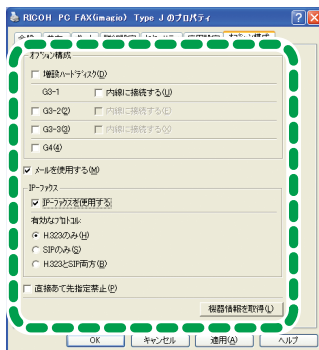 RICOH PC FAX(imagio) Type J のプロパティ
オプション構成
オプション構成
増設ハードディスク(D)
G3-1 内線に接続する(U)
G3-2(2) 内線に接続する(E)
G3-3(3) 内線に接続する(X)
G4(4)
メールを使用する(M)
IP-ファクス
IP-ファクスを使用する
有効なプロトコル:
H.323のみ(H)
SIPのみ(S)
H.323とSIP両方(B)
直接あて先指定禁止(P)
機器情報を取得(L)
OK キャンセル 適用(A) ヘルプ